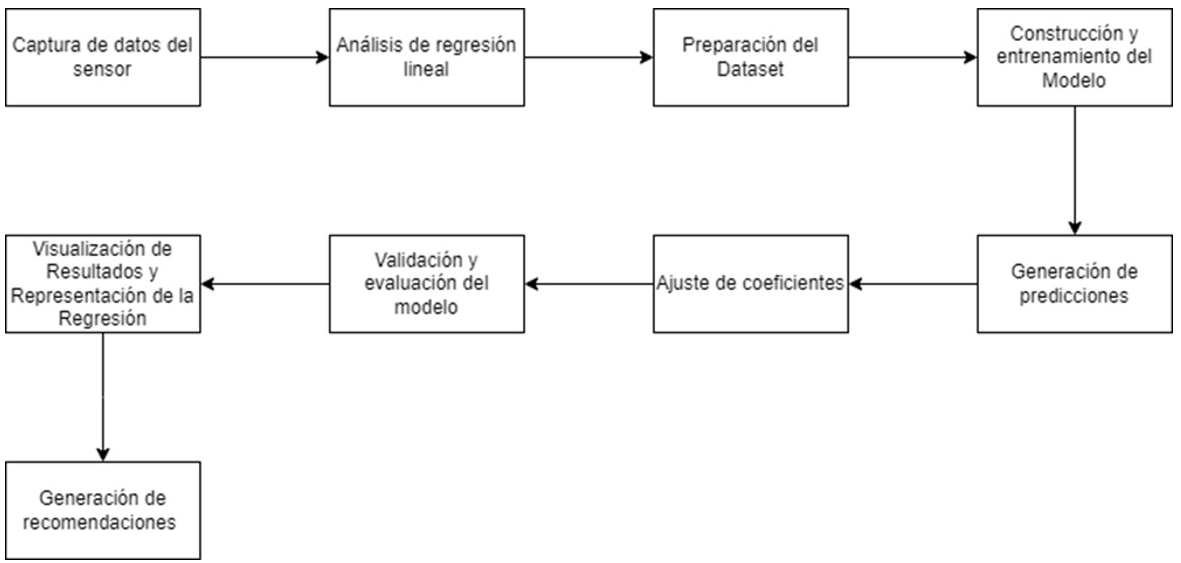 Captura de datos del
sensor
Análisis de regresión
lineal
Preparación del
Dataset
Construcción y
entrenamiento del
Modelo
Generación de
predicciones
Ajuste de coeficientes
Validación y
evaluación del
modelo
Visualización de
Resultados y
Representación de la
Regresión
Generación de
recomendaciones